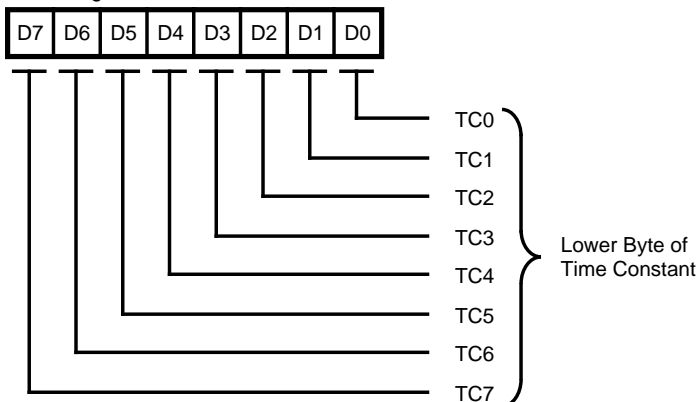 D7 D6 D5 D4 D3 D2 D1 D0
TC0
TC1
TC2
TC3
Lower Byte of
Time Constant
TC4
TC5
TC6
TC7